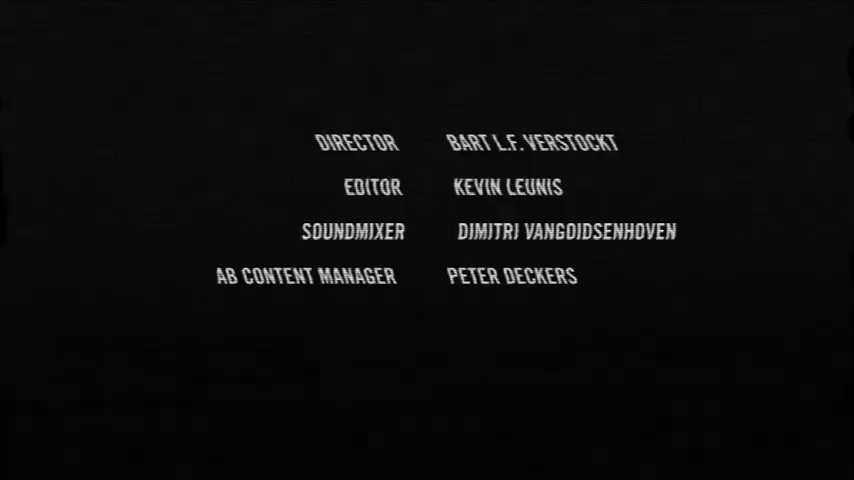 DIRECTOR BART L.F. VERSTOCKT
EDITOR KEVIN LEUNIS
SOUNDMIXER DIMITRI VANGOIDSENHOVEN
AB CONTENT MANAGER PETER DECKERS